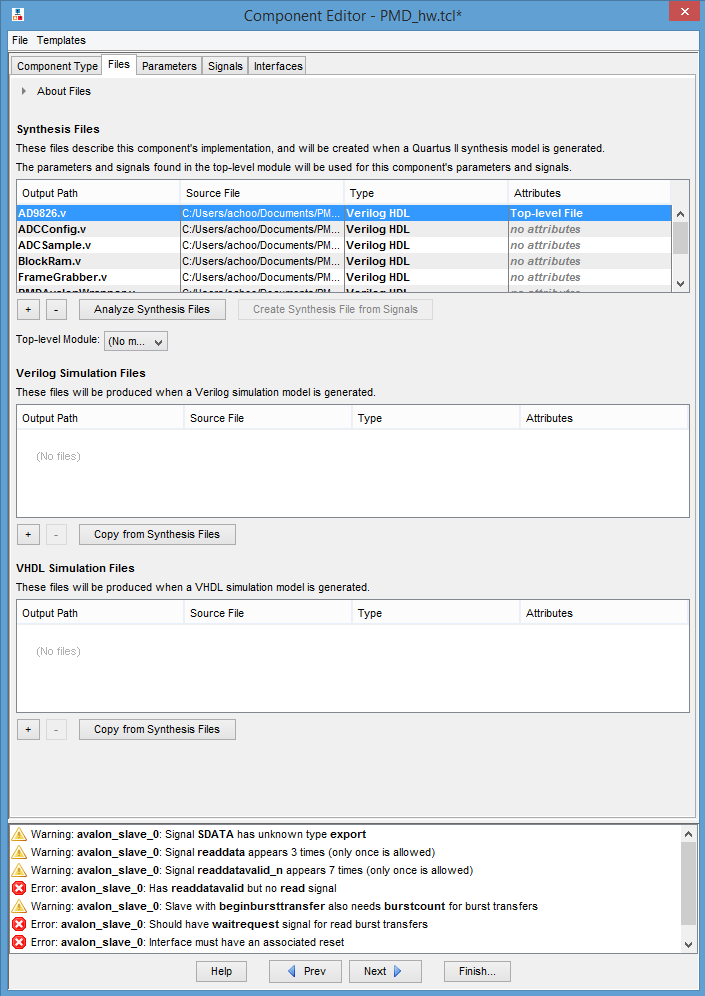 Component Editor - PMD_hw.tcl*
File Templates
Component Type Files Parameters Signals Interfaces
About Files
Synthesis Files
These files describe this component's implementation, and will be created when a Quartus II synthesis model is generated.
The parameters and signals found in the top-level module will be used for this component's parameters and signals.
Output Path Source File Type Attributes
AD9826.v C:/Users/achoo/Documents/PM... Verilog HDL Top-level File
ADCConfig.v C:/Users/achoo/Documents/PM... Verilog HDL no attributes
ADCSample.v C:/Users/achoo/Documents/PM... Verilog HDL no attributes
BlockRam.v C:/Users/achoo/Documents/PM... Verilog HDL no attributes
FrameGrabber.v C:/Users/achoo/Documents/PM... Verilog HDL no attributes
PMDAvalonWrapper.v C:/Users/achoo/Documents/PM... Verilog HDL no attributes
+ - Analyze Synthesis Files Create Synthesis File from Signals
Top-level Module: (No m...
Verilog Simulation Files
These files will be produced when a Verilog simulation model is generated.
Output Path Source File Type Attributes
(No files)
+ - Copy from Synthesis Files
VHDL Simulation Files
These files will be produced when a VHDL simulation model is generated.
Output Path Source File Type Attributes
(No files)
+ - Copy from Synthesis Files
Warning: avalon_slave_0: Signal SDATA has unknown type export
Warning: avalon_slave_0: Signal readdata appears 3 times (only once is allowed)
Warning: avalon_slave_0: Signal readdatavalid_n appears 7 times (only once is allowed)
Error: avalon_slave_0: Has readdatavalid but no read signal
Warning: avalon_slave_0: Slave with beginbursttransfer also needs burstcount for burst transfers
Error: avalon_slave_0: Should have waitrequest signal for read burst transfers
Error: avalon_slave_0: Interface must have an associated reset
Help Prev Next Finish...